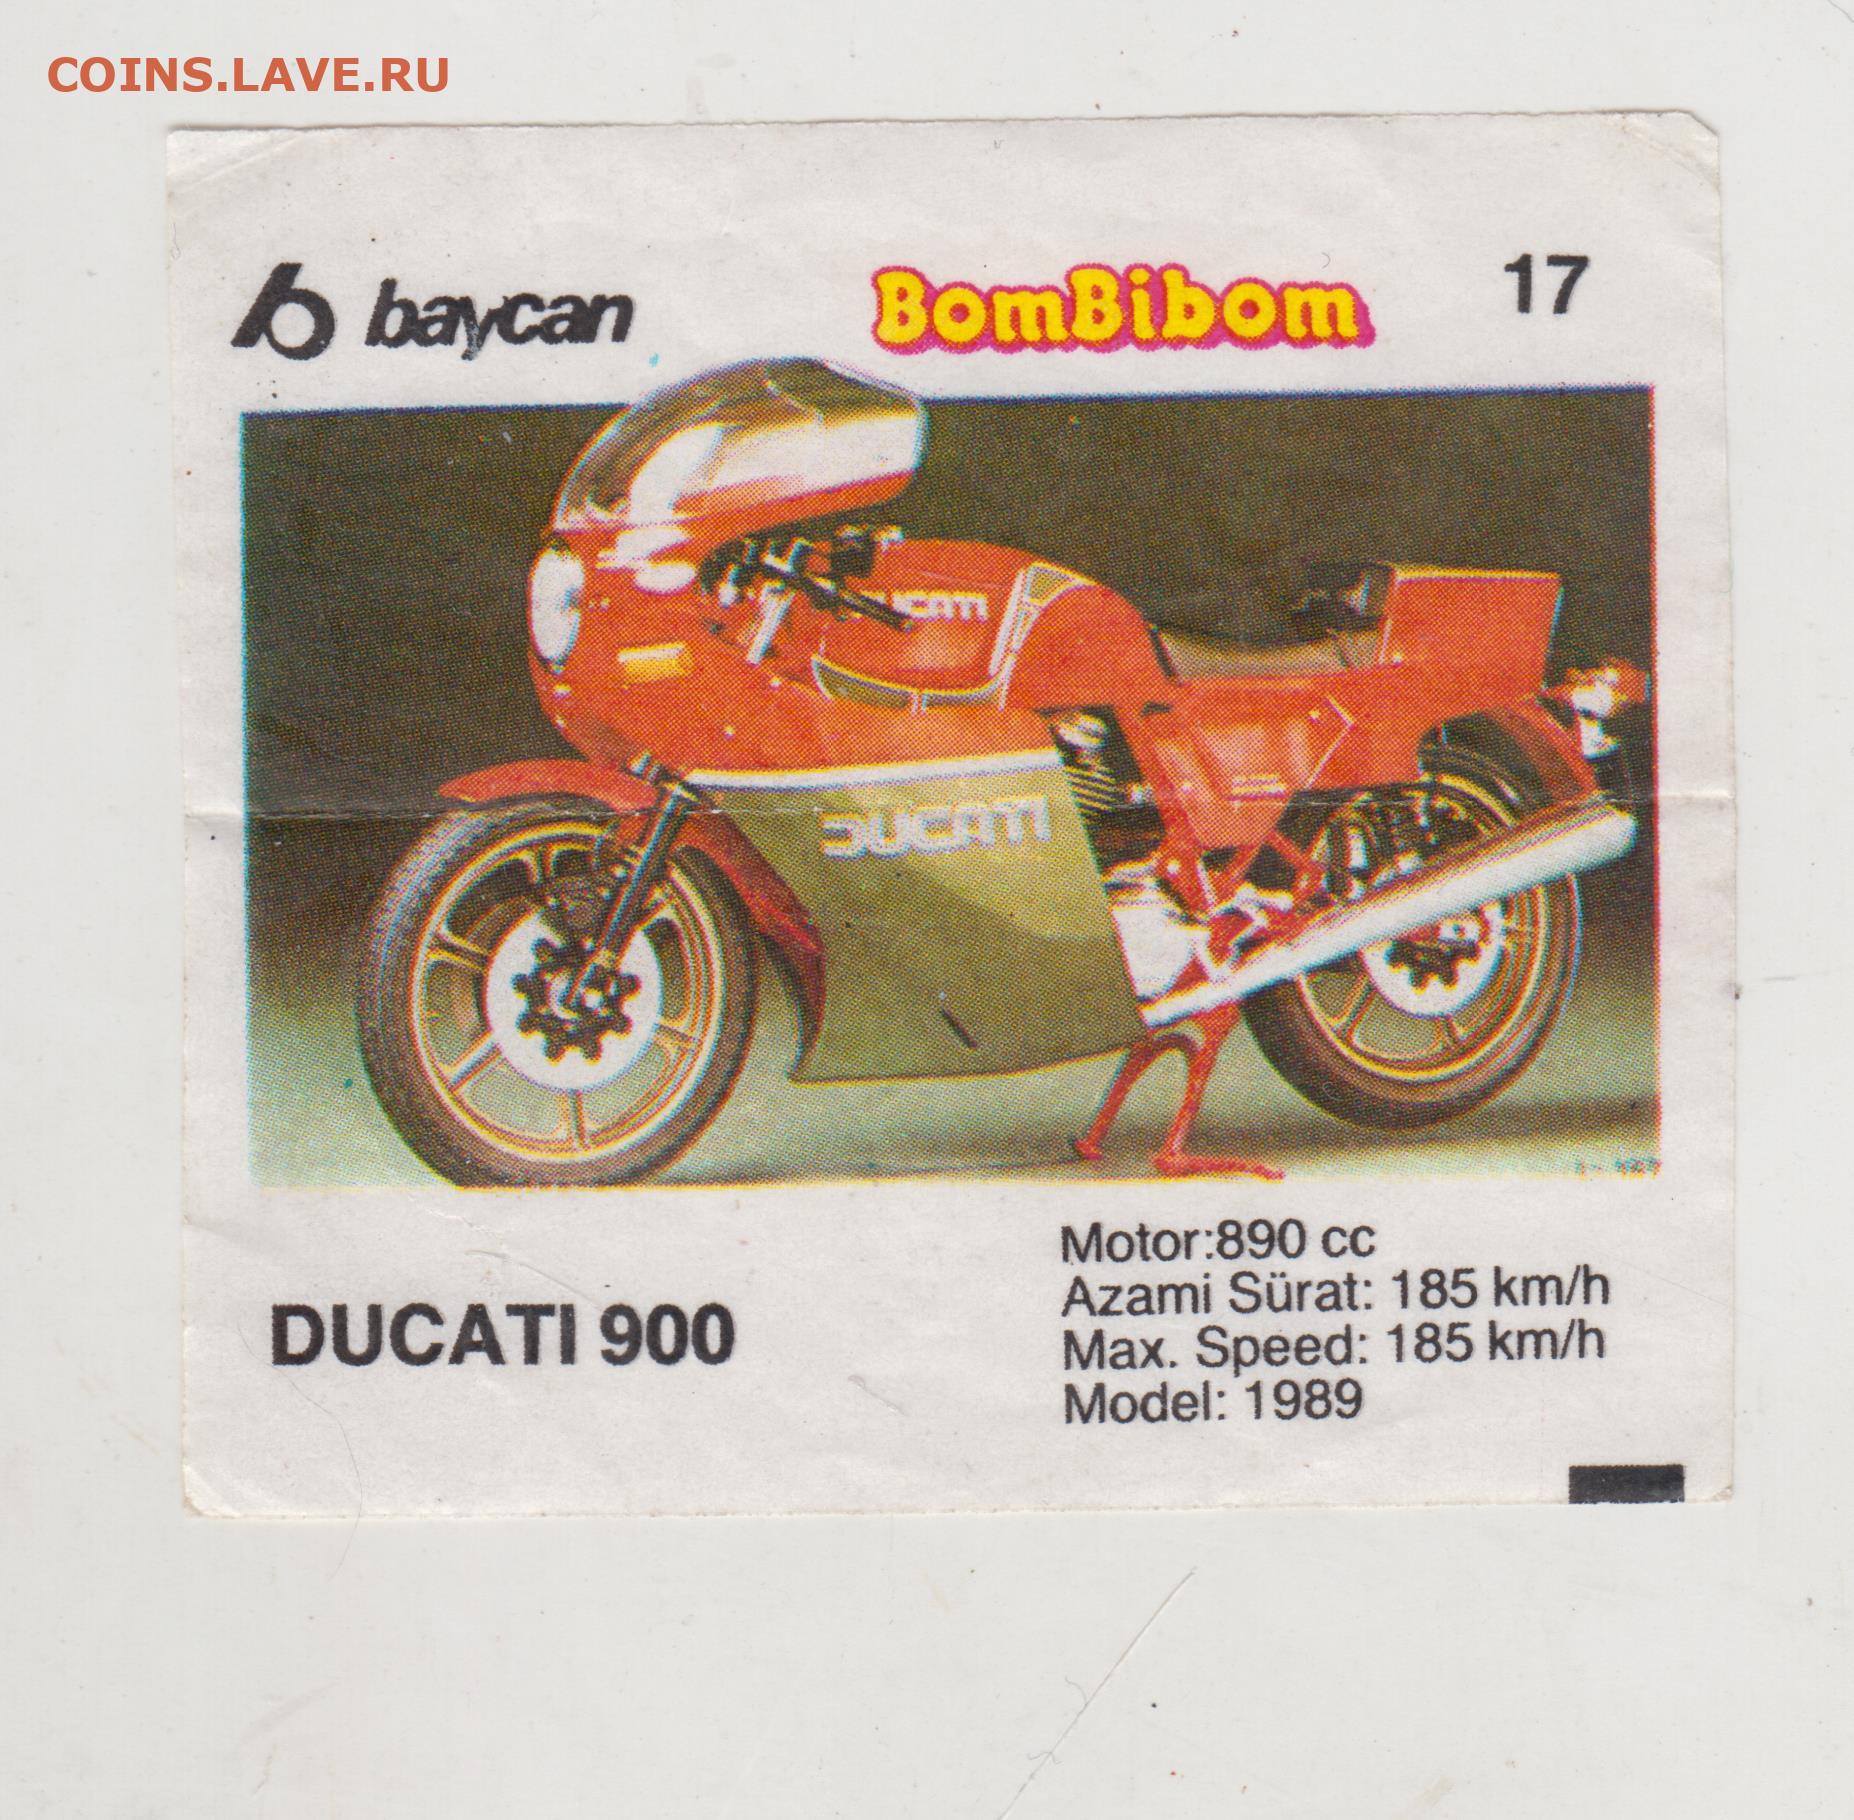 COINS.LAVE.RU
baycan BomBibom 17
DUCATI
DUCATI
DUCATI 900
Motor:890 cc
Azami Sürat: 185 km/h
Max. Speed: 185 km/h
Model: 1989